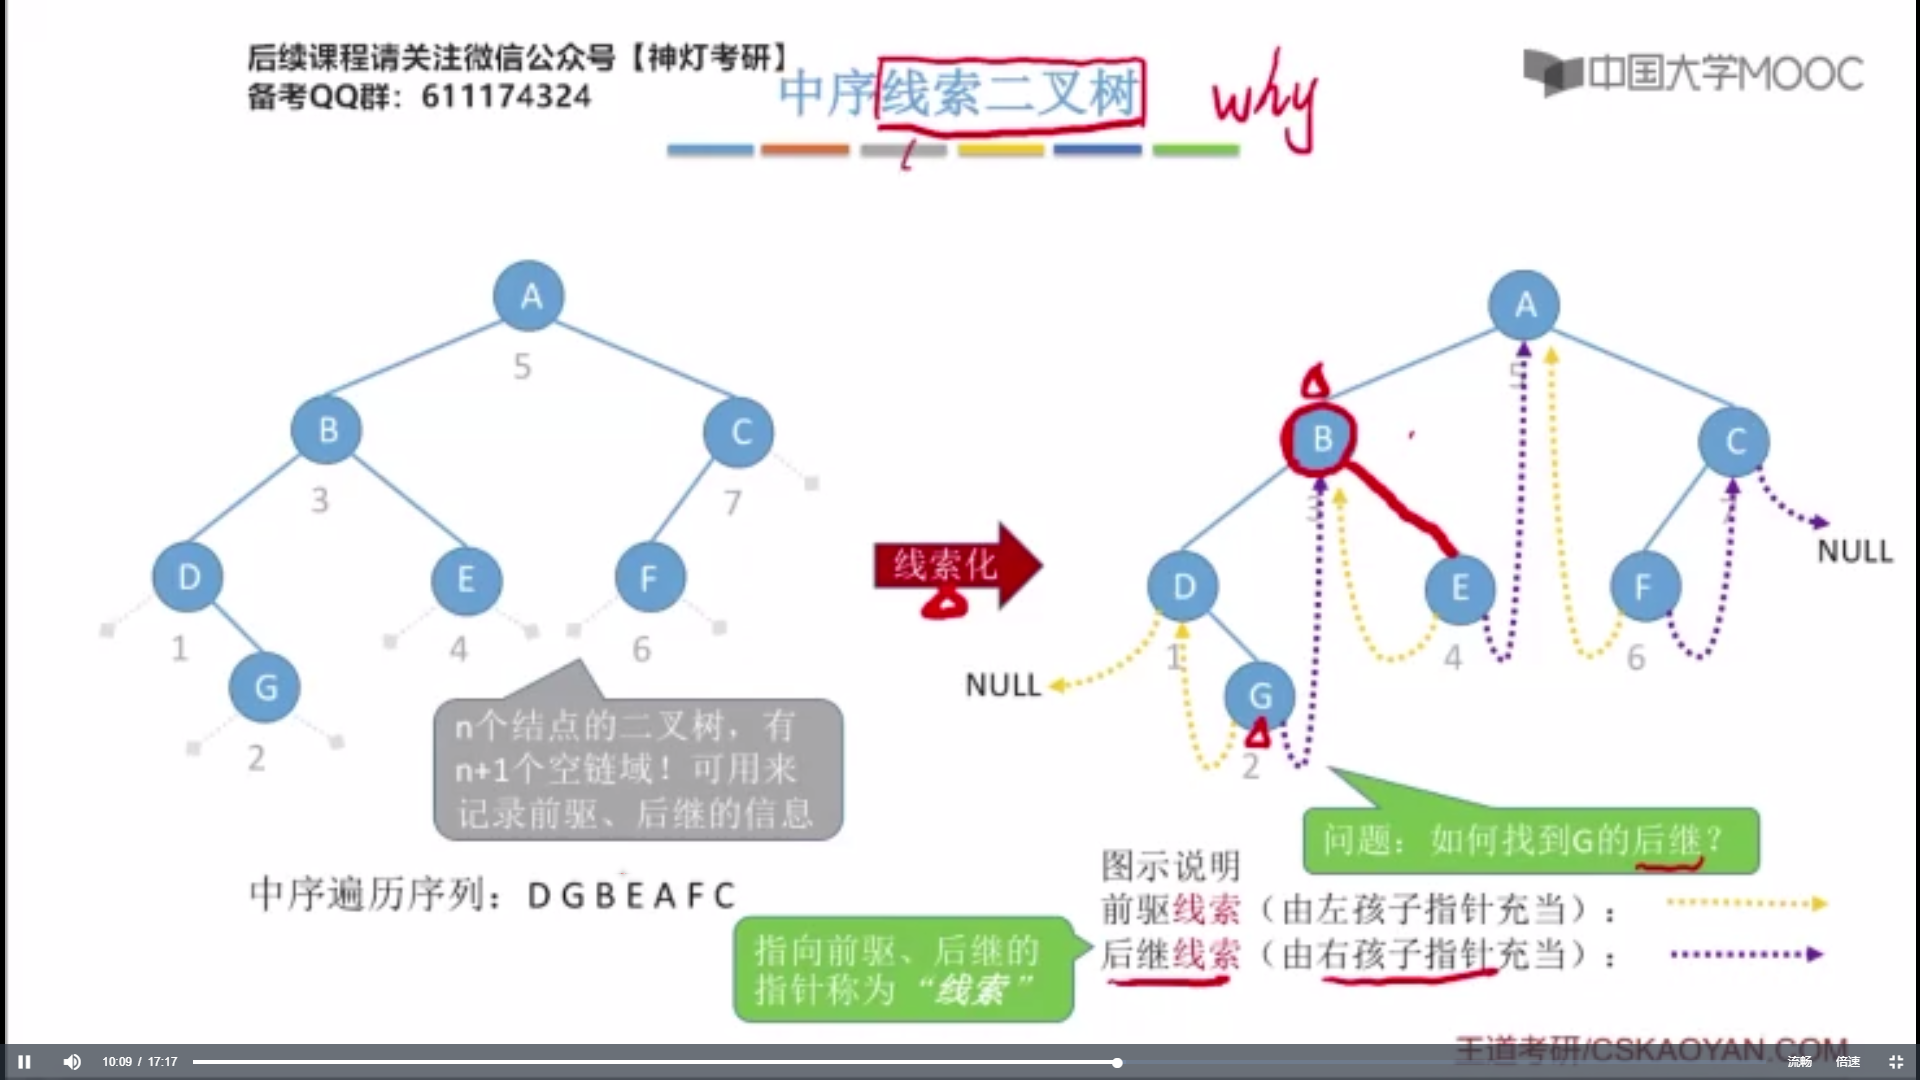 后续课程请关注微信公众号【神灯考研】
备考QQ群：611174324
中序线索二叉树
why
中国大学MOOC
A
5
B
3
C
7
D
1
E
4
F
6
G
2
n个结点的二叉树，有
n+1个空链域！可用来
记录前驱、后继的信息
中序遍历序列：D G B E A F C
线索化
A
5
B
3
C
7
NULL
D
1
E
4
F
6
NULL
G
2
问题：如何找到G的后继？
图示说明
前驱线索（由左孩子指针充当）：
后继线索（由右孩子指针充当）：
指向前驱、后继的
指针称为“线索”
王道考研/CSKAOYAN.COM
10:09 / 17:17
流畅
倍速